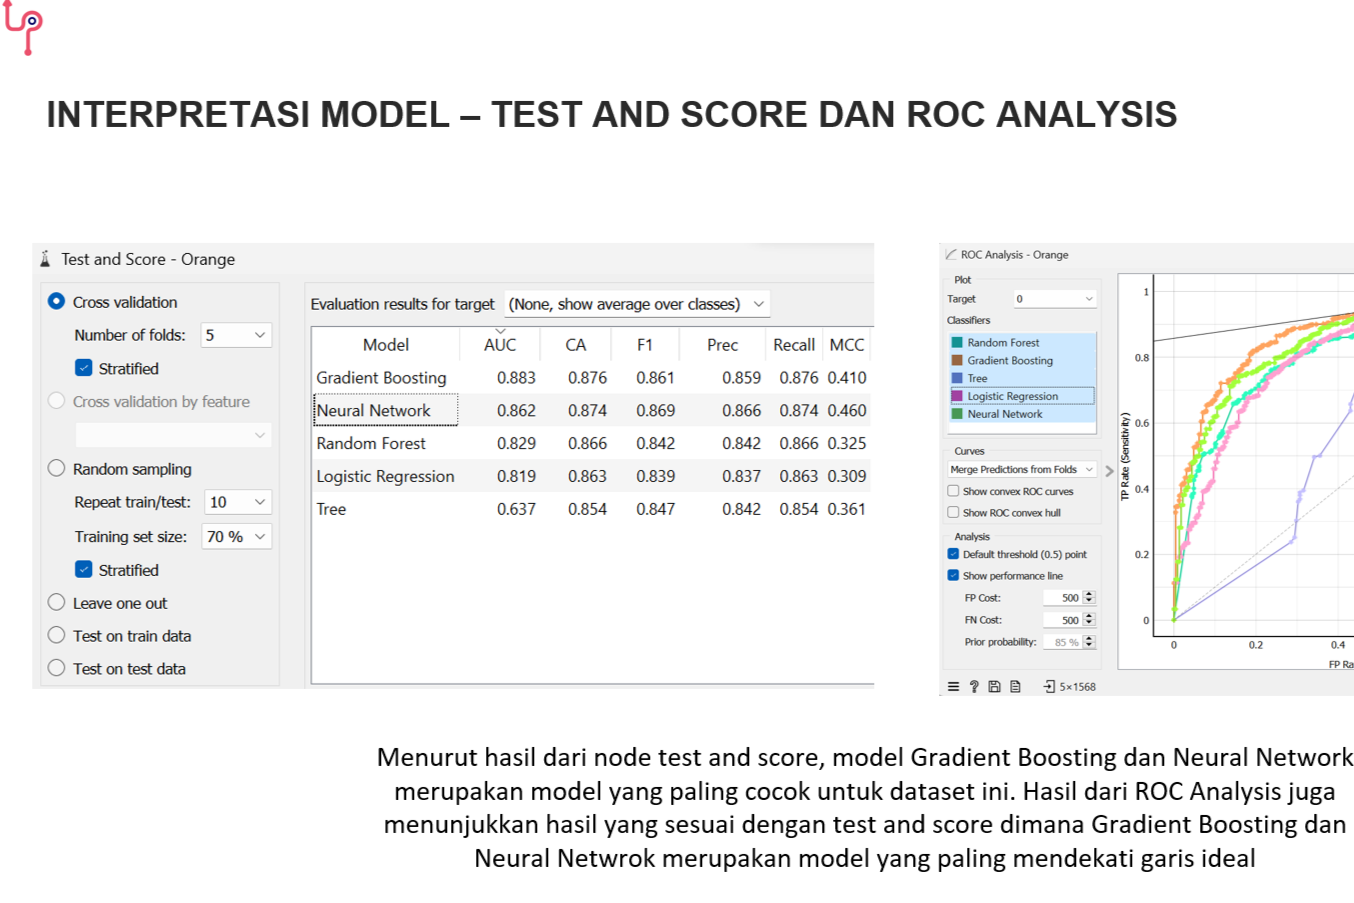 INTERPRETASI MODEL – TEST AND SCORE DAN ROC ANALYSIS
Test and Score - Orange
Cross validation
Number of folds: 5
Stratified
Cross validation by feature
Random sampling
Repeat train/test: 10
Training set size: 70 %
Stratified
Leave one out
Test on train data
Test on test data
Evaluation results for target (None, show average over classes)
Model AUC CA F1 Prec Recall MCC
Gradient Boosting 0.883 0.876 0.861 0.859 0.876 0.410
Neural Network 0.862 0.874 0.869 0.866 0.874 0.460
Random Forest 0.829 0.866 0.842 0.842 0.866 0.325
Logistic Regression 0.819 0.863 0.839 0.837 0.863 0.309
Tree 0.637 0.854 0.847 0.842 0.854 0.361
ROC Analysis - Orange
Plot
Target 0
Classifiers
Random Forest
Gradient Boosting
Tree
Logistic Regression
Neural Network
Curves
Merge Predictions from Folds
Show convex ROC curves
Show ROC convex hull
Analysis
Default threshold (0.5) point
Show performance line
FP Cost: 500
FN Cost: 500
Prior probability: 85 %
5×1568
TP Rate (Sensitivity)
1
0.8
0.6
0.4
0.2
0
0 0.2 0.4
FP Ra
Menurut hasil dari node test and score, model Gradient Boosting dan Neural Network
merupakan model yang paling cocok untuk dataset ini. Hasil dari ROC Analysis juga
menunjukkan hasil yang sesuai dengan test and score dimana Gradient Boosting dan
Neural Netwrok merupakan model yang paling mendekati garis ideal